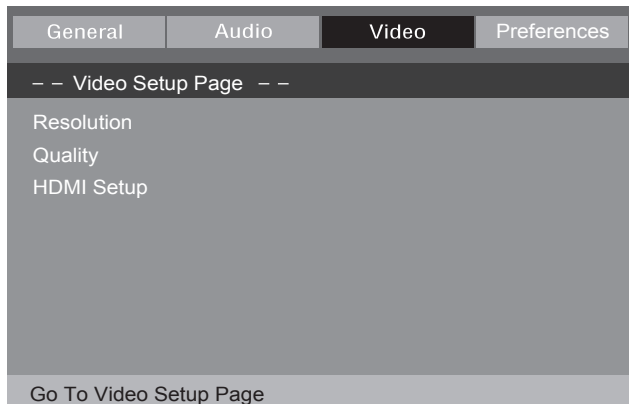 General Audio Video Preferences
– – Video Setup Page – –
Resolution
Quality
HDMI Setup
Go To Video Setup Page